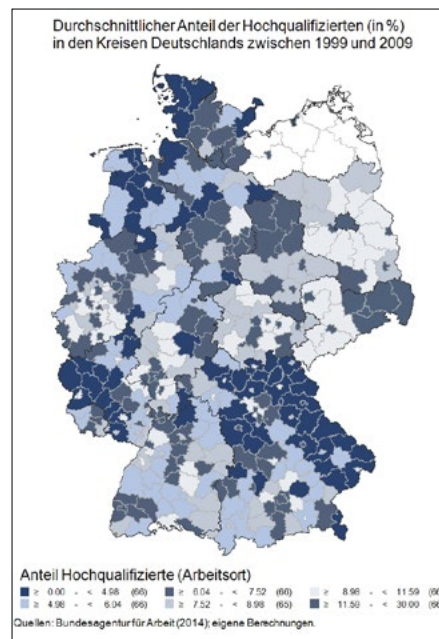 Durchschnittlicher Anteil der Hochqualifizierten (in %)
in den Kreisen Deutschlands zwischen 1999 und 2009
Anteil Hochqualifizierte (Arbeitsort)
≥ 0.00 - < 4.98 (66) ≥ 6.04 - < 7.52 (66) ≥ 8.98 - < 11.59 (66)
≥ 4.98 - < 6.04 (66) ≥ 7.52 - < 8.98 (65) ≥ 11.59 - < 30.00 (66)
Quellen: Bundesagentur für Arbeit (2014); eigene Berechnungen.